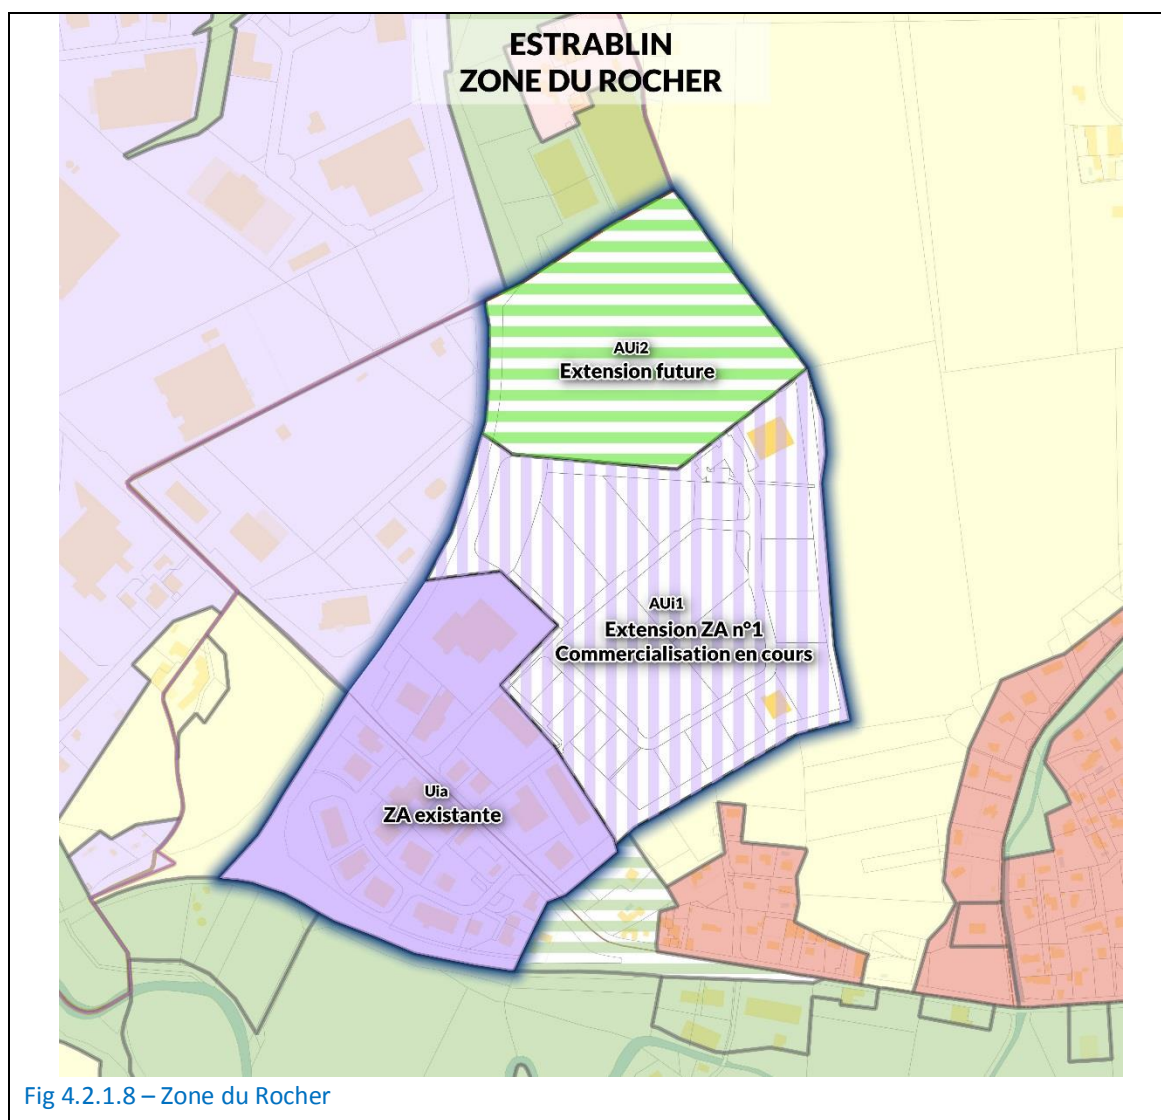 ESTRABLIN
ZONE DU ROCHER
AUi2
Extension future
AUi1
Extension ZA n°1
Commercialisation en cours
Uia
ZA existante
Fig 4.2.1.8 – Zone du Rocher